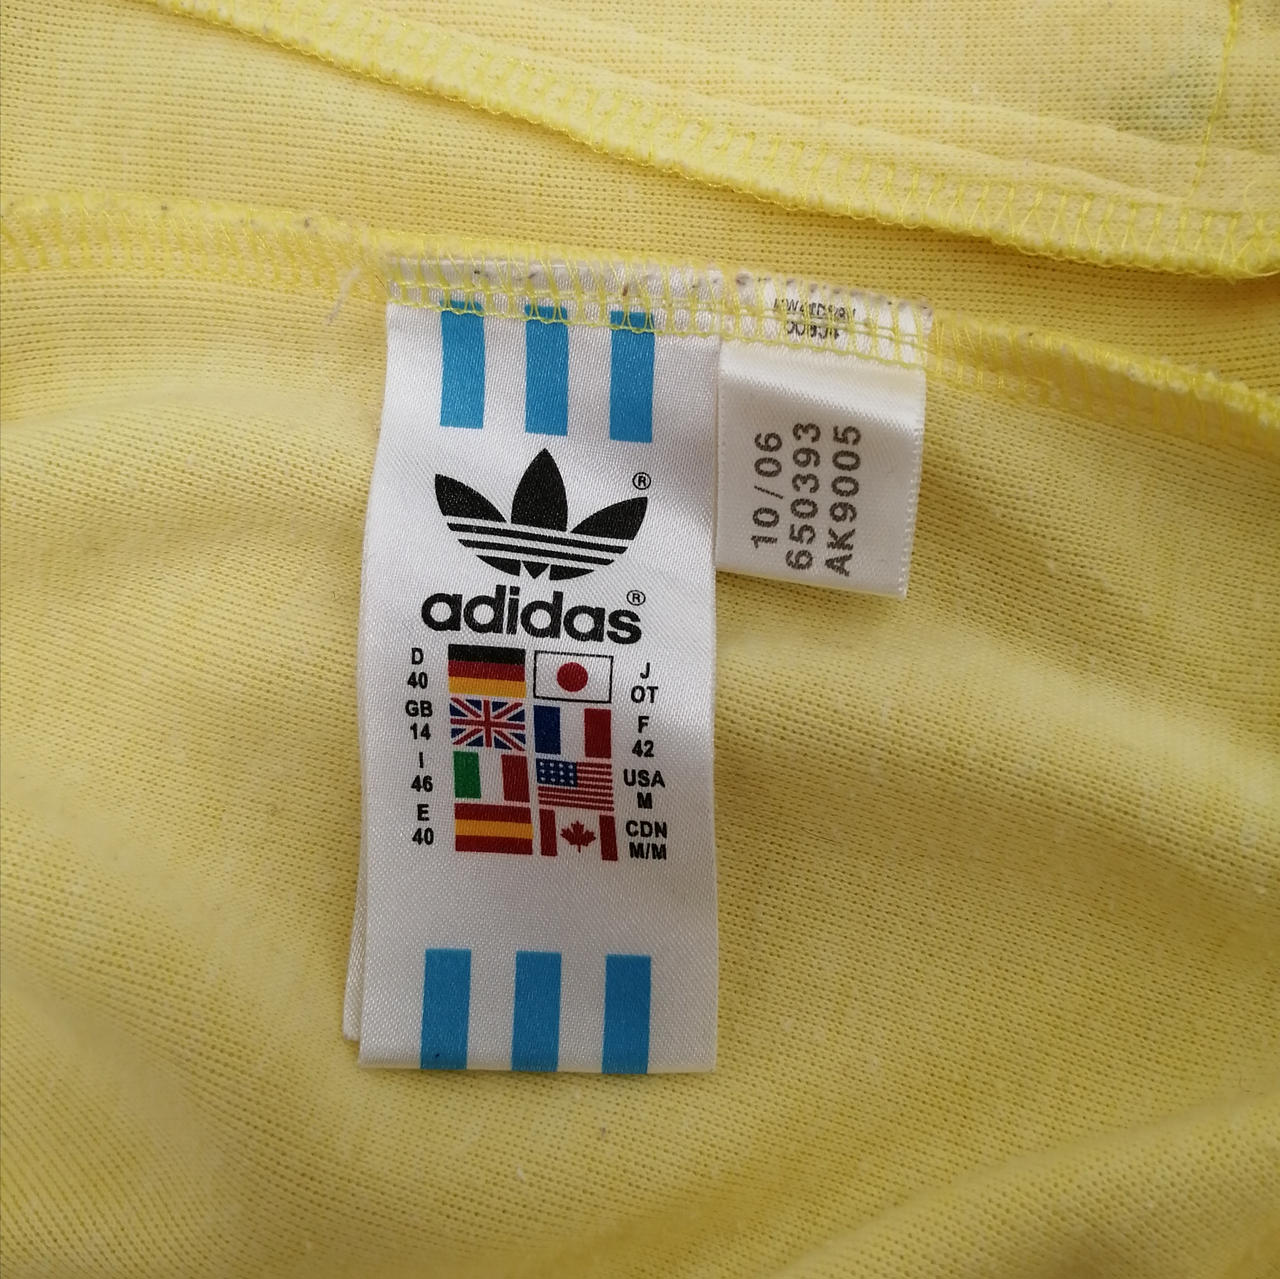 ®
adidas®
D
40
J
OT
GB
14
F
42
I
46
USA
M
E
40
CDN
M/M
10/06
650393
AK9005